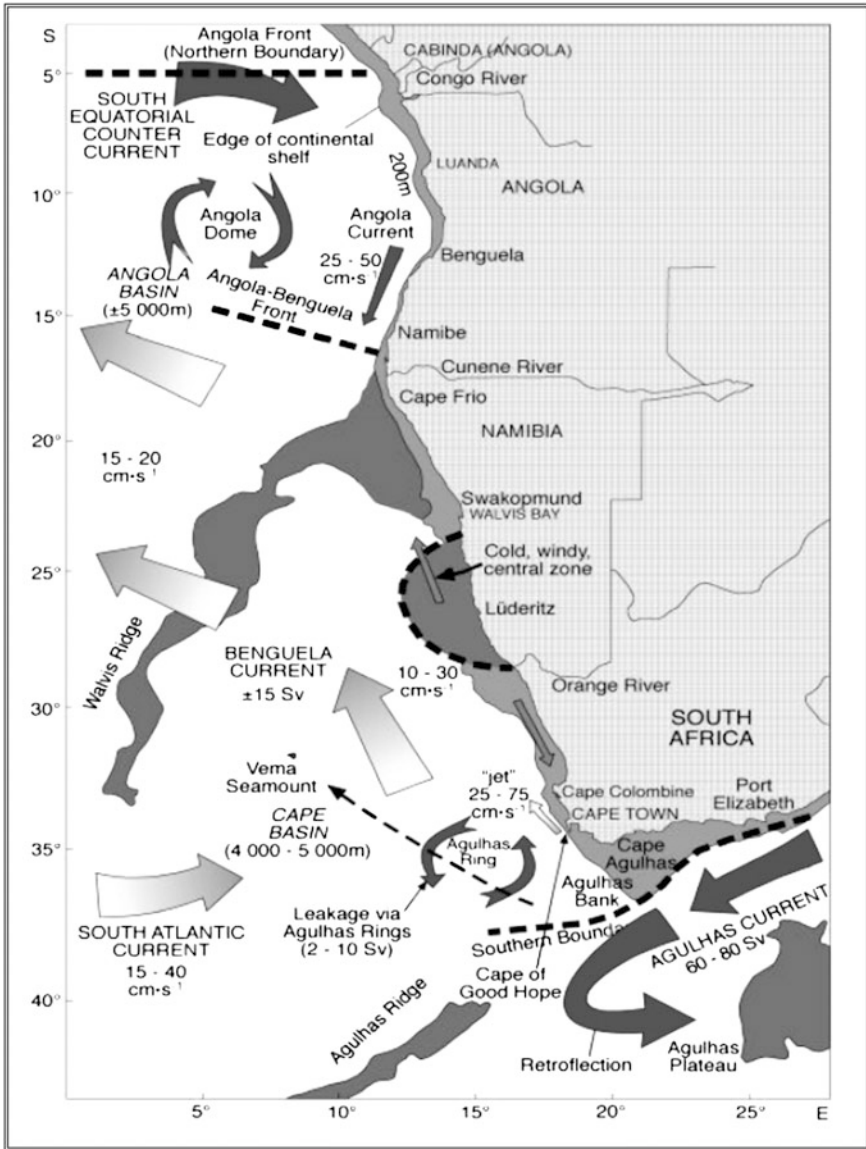 S
Angola Front
(Northern Boundary)
CABINDA (ANGOLA)
5°
Congo River
SOUTH
EQUATORIAL
COUNTER
CURRENT
Edge of continental
shelf
200m
LUANDA
10°
ANGOLA
Angola
Dome
Angola
Current
25 - 50
cm·s⁻¹
Benguela
ANGOLA
BASIN
(±5 000m)
Angola-Benguela
Front
15°
Namibe
Cunene River
Cape Frio
NAMIBIA
20°
15 - 20
cm·s⁻¹
Swakopmund
WALVIS BAY
Cold, windy,
central zone
25°
Lüderitz
Walvis Ridge
BENGUELA
CURRENT
±15 Sv
10 - 30
cm·s⁻¹
Orange River
30°
SOUTH
AFRICA
Vema
Seamount
"jet"
25 - 75
cm·s⁻¹
Cape Colombine
CAPE TOWN
Port
Elizabeth
CAPE
BASIN
(4 000 - 5 000m)
Agulhas
Ring
Cape
Agulhas
35°
Agulhas
Bank
Leakage via
Agulhas Rings
(2 - 10 Sv)
SOUTH ATLANTIC
CURRENT
15 - 40
cm·s⁻¹
Southern Bounda
AGULHAS CURRENT
60 - 80 Sv
Cape of
Good Hope
40°
Agulhas Ridge
Retroflection
Agulhas
Plateau
5°
10°
15°
20°
25°
E